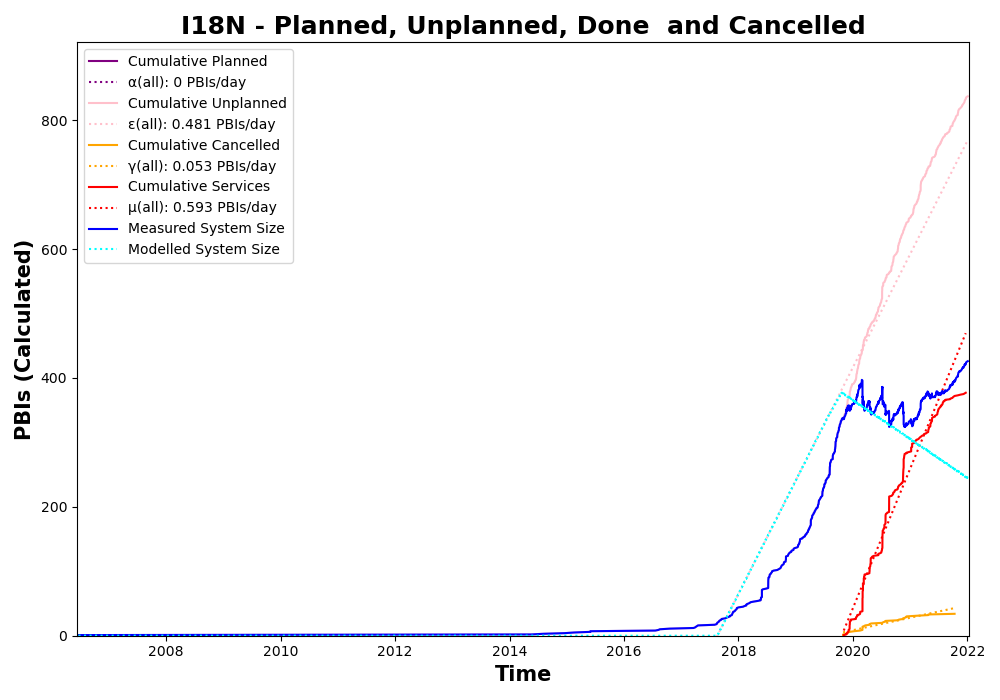 I18N - Planned, Unplanned, Done  and Cancelled
Cumulative Planned
α(all): 0 PBIs/day
Cumulative Unplanned
ε(all): 0.481 PBIs/day
Cumulative Cancelled
γ(all): 0.053 PBIs/day
Cumulative Services
μ(all): 0.593 PBIs/day
Measured System Size
Modelled System Size
PBIs (Calculated)
800
600
400
200
0
2008 2010 2012 2014 2016 2018 2020 2022
Time